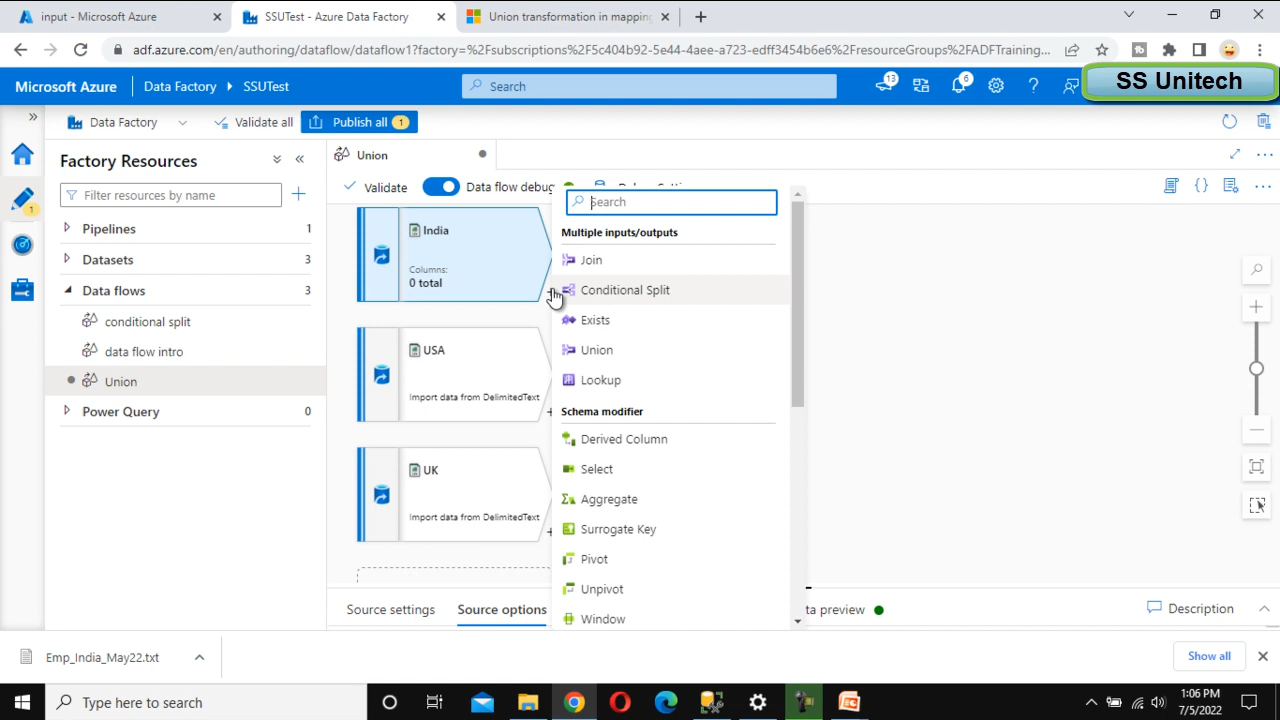 input - Microsoft Azure
SSUTest - Azure Data Factory
Union transformation in mapping
adf.azure.com/en/authoring/dataflow/dataflow1?factory=%2Fsubscriptions%2F5c404b92-5e44-4aee-a723-edff3454b6e6%2FresourceGroups%2FADFTraining...
Microsoft Azure
Data Factory
SSUTest
Search
13
6
SS Unitech
Data Factory
Validate all
Publish all
1
Factory Resources
Filter resources by name
Pipelines 1
Datasets 3
Data flows 3
conditional split
data flow intro
Union
Power Query 0
1
Union
Validate
Data flow debug
India
Columns:
0 total
USA
Import data from DelimitedText
UK
Import data from DelimitedText
Search
Multiple inputs/outputs
Join
Conditional Split
Exists
Union
Lookup
Schema modifier
Derived Column
Select
Aggregate
Surrogate Key
Pivot
Unpivot
Window
Source settings
Source options
ta preview
Description
Emp_India_May22.txt
Show all
Type here to search
1:06 PM
7/5/2022